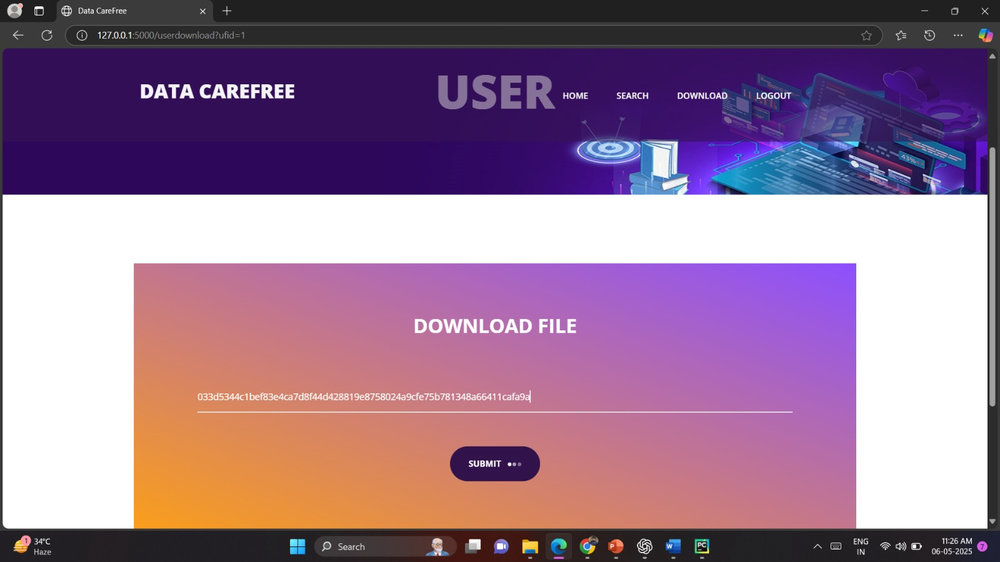 Data CareFree
127.0.0.1:5000/userdownload?ufid=1
DATA CAREFREE
USER
HOME
SEARCH
DOWNLOAD
LOGOUT
43%
DOWNLOAD FILE
033d5344c1bef83e4ca7d8f44d428819e8758024a9cfe75b781348a66411cafa9a
SUBMIT
1
34°C
Haze
Search
P
W
PC
ENG
IN
11:26 AM
06-05-2025
7